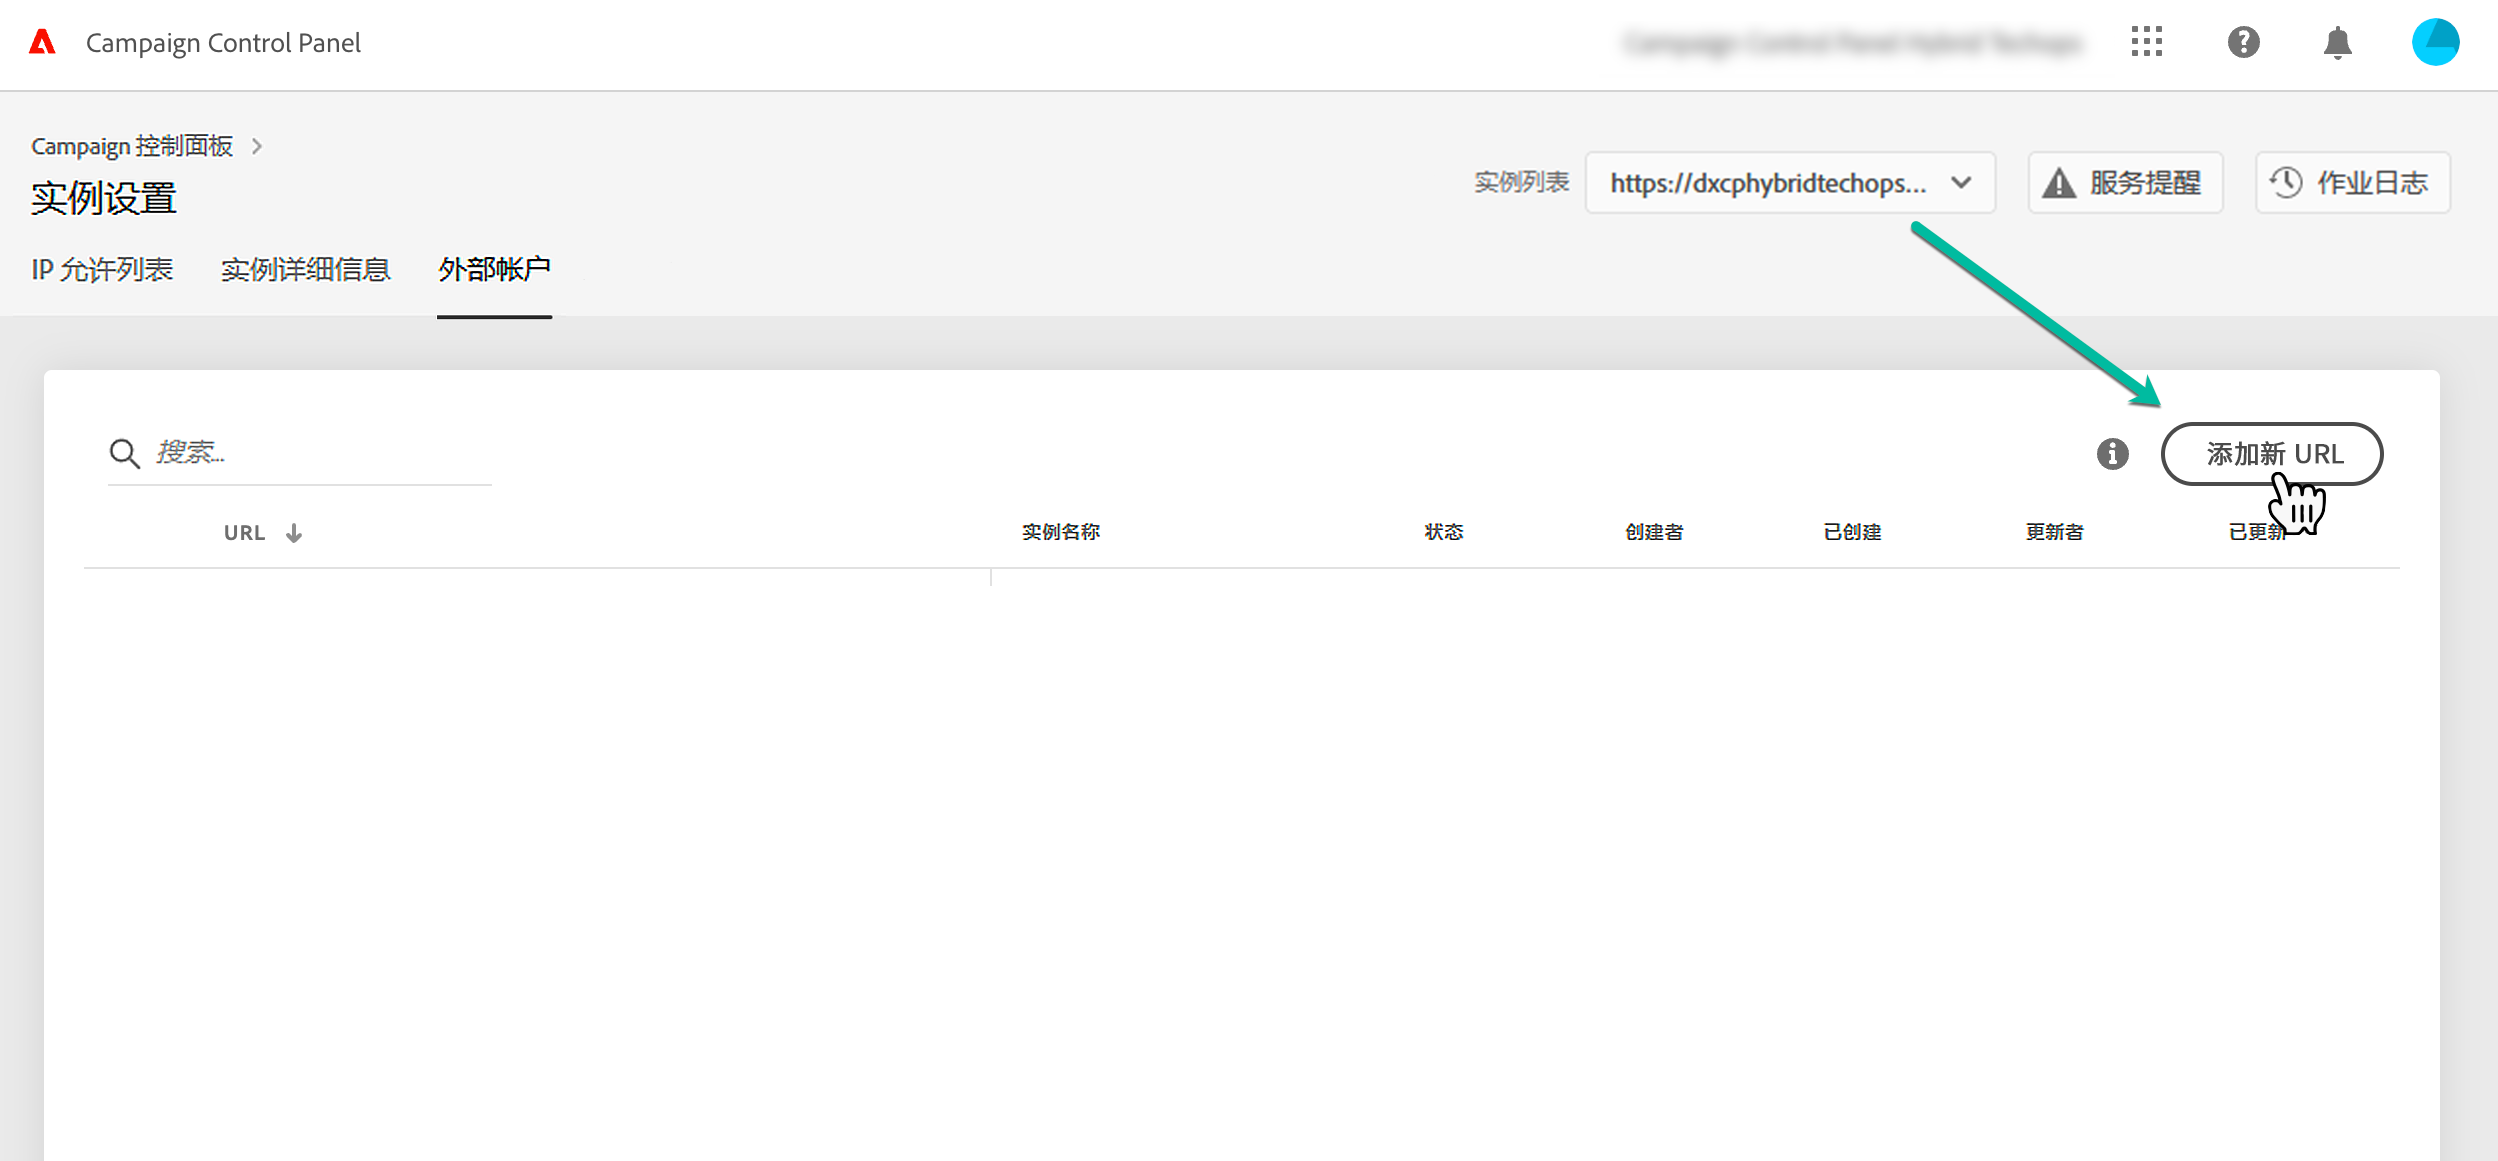 Campaign Control Panel
Campaign 控制面板
实例设置
实例列表
https://dxcphybridtechops...
服务提醒
作业日志
IP 允许列表
实例详细信息
外部帐户
搜索...
添加新 URL
URL
实例名称
状态
创建者
已创建
更新者
已更新